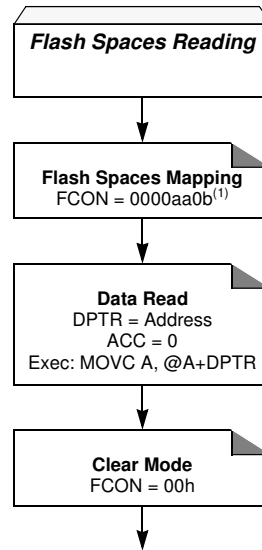 Flash Spaces Reading
Flash Spaces Mapping
FCON = 0000aa0b(1)
Data Read
DPTR = Address
ACC = 0
Exec: MOVC A, @A+DPTR
Clear Mode
FCON = 00h